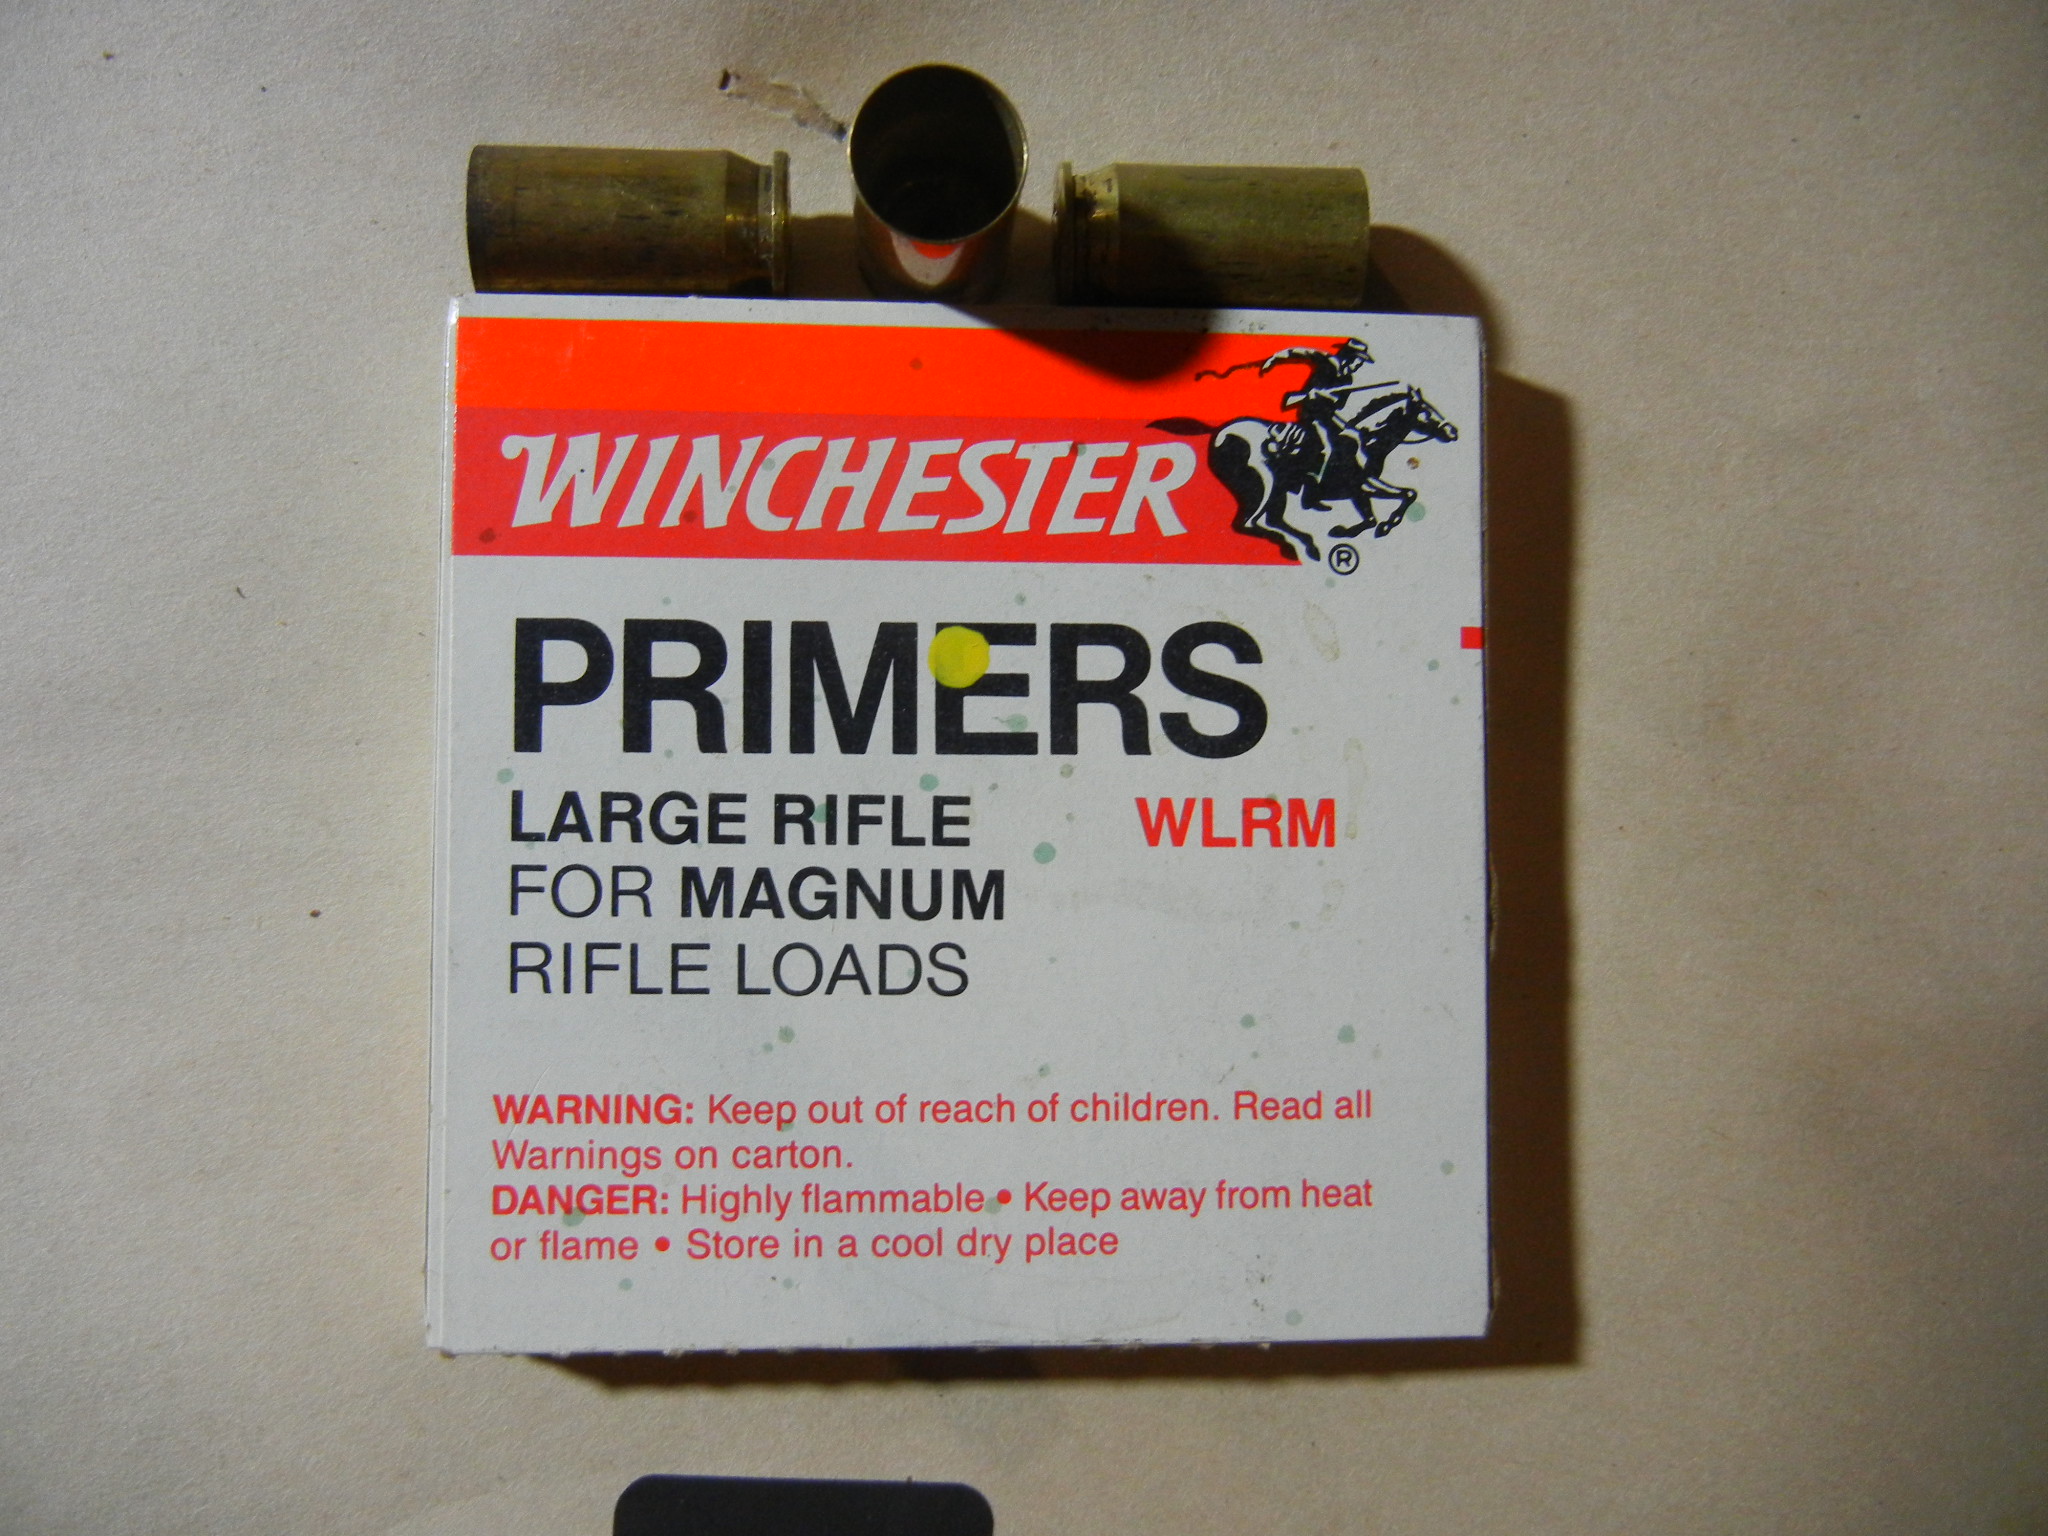 WINCHESTER
®
PRIMERS
LARGE RIFLE WLRM
FOR MAGNUM
RIFLE LOADS
WARNING: Keep out of reach of children. Read all
Warnings on carton.
DANGER: Highly flammable • Keep away from heat
or flame • Store in a cool dry place